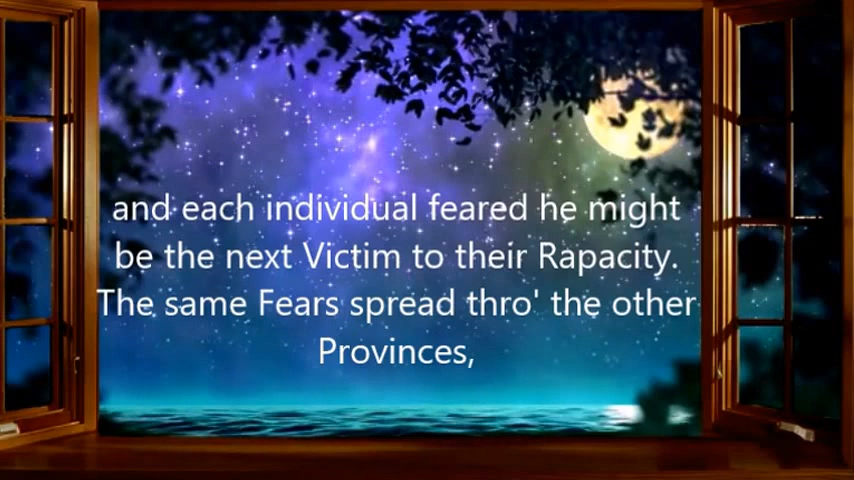 and each individual feared he might
be the next Victim to their Rapacity.
The same Fears spread thro' the other
Provinces,